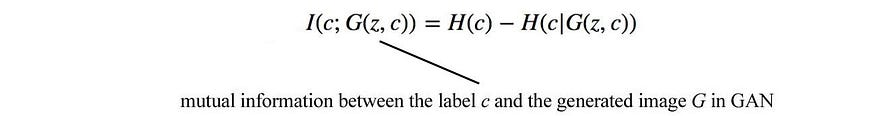 I(c; G(z, c)) = H(c) − H(c|G(z, c))
mutual information between the label c and the generated image G in GAN